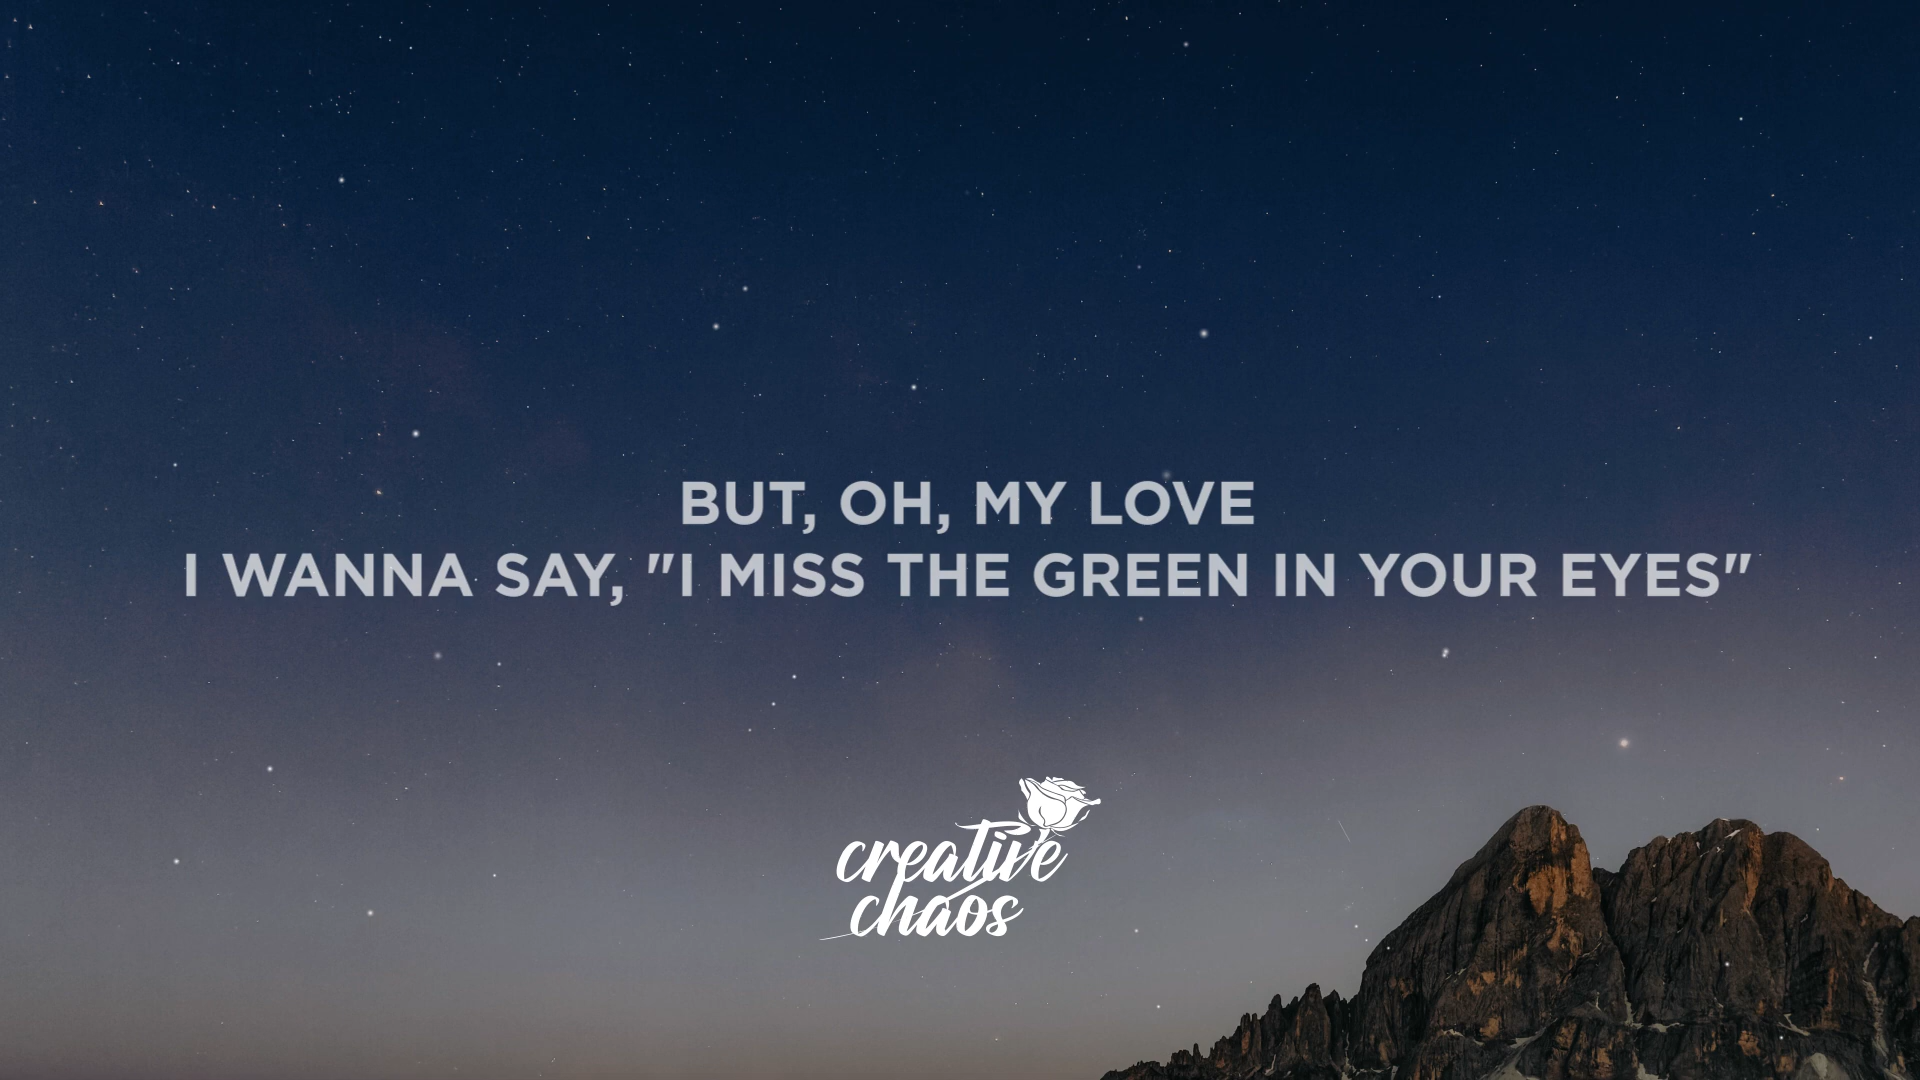 BUT, OH, MY LOVE
I WANNA SAY, "I MISS THE GREEN IN YOUR EYES"
creative
chaos